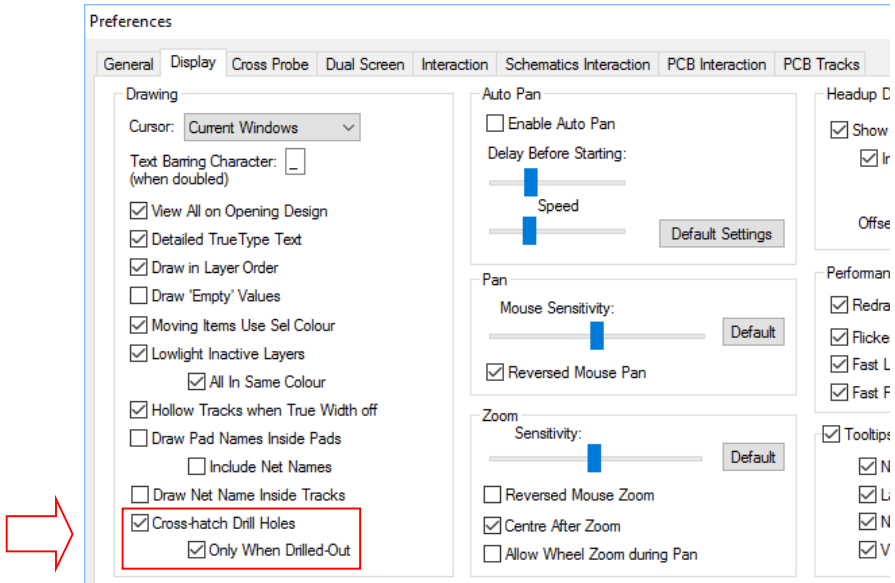 Preferences
General Display Cross Probe Dual Screen Interaction Schematics Interaction PCB Interaction PCB Tracks
Drawing
Cursor: Current Windows
Text Barring Character: _
(when doubled)
View All on Opening Design
Detailed TrueType Text
Draw in Layer Order
Draw 'Empty' Values
Moving Items Use Sel Colour
Lowlight Inactive Layers
All In Same Colour
Hollow Tracks when True Width off
Draw Pad Names Inside Pads
Include Net Names
Draw Net Name Inside Tracks
Cross-hatch Drill Holes
Only When Drilled-Out
Auto Pan
Enable Auto Pan
Delay Before Starting:
Speed
Default Settings
Pan
Mouse Sensitivity:
Default
Reversed Mouse Pan
Zoom
Sensitivity:
Default
Reversed Mouse Zoom
Centre After Zoom
Allow Wheel Zoom during Pan
Headup D
Show
Offse
Performan
Redra
Flicke
Fast L
Fast F
Tooltips
N
La
N
V